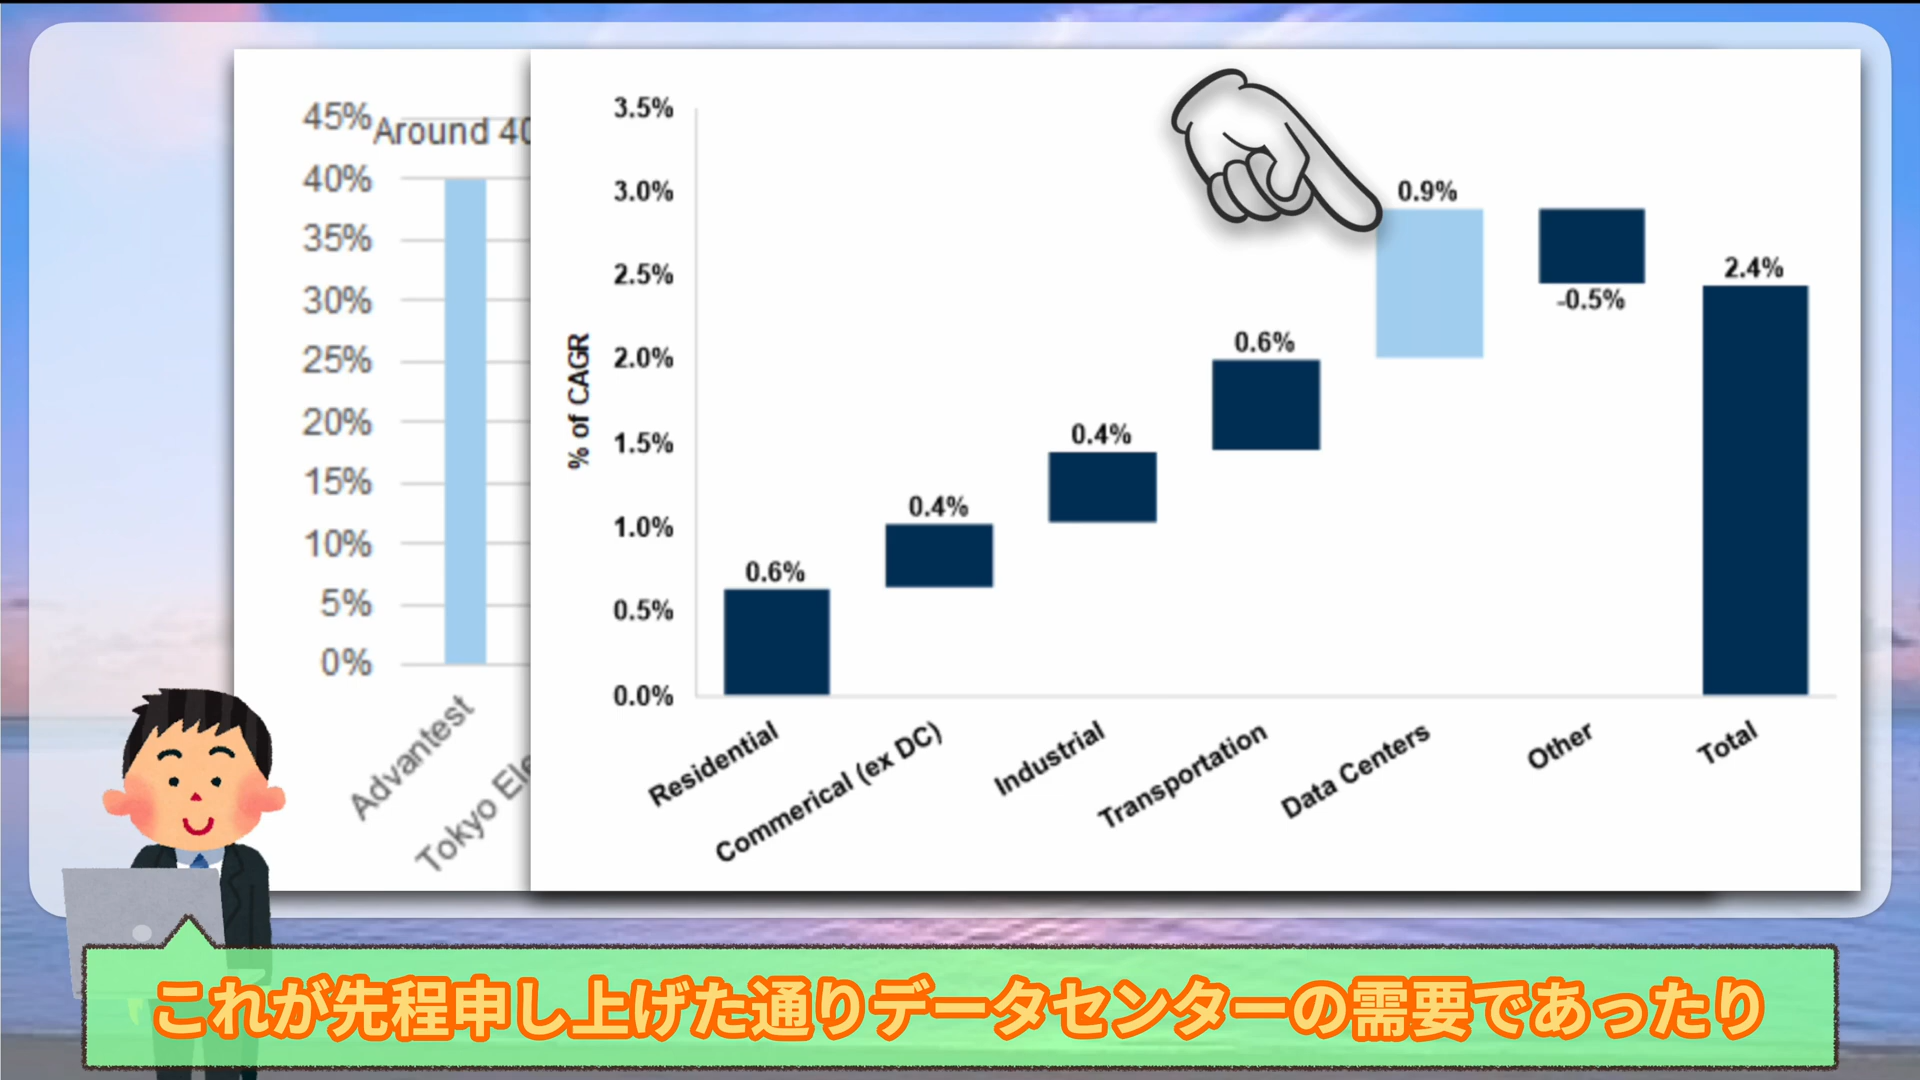 45%
Around 40
40%
35%
30%
25%
20%
15%
10%
5%
0%
Advantest
Tokyo Ele
3.5%
3.0%
2.5%
2.0%
1.5%
1.0%
0.5%
0.0%
% of CAGR
0.6%
0.4%
0.4%
0.6%
0.9%
-0.5%
2.4%
Residential
Commerical (ex DC)
Industrial
Transportation
Data Centers
Other
Total
これが先程申し上げた通りデータセンターの需要であったり